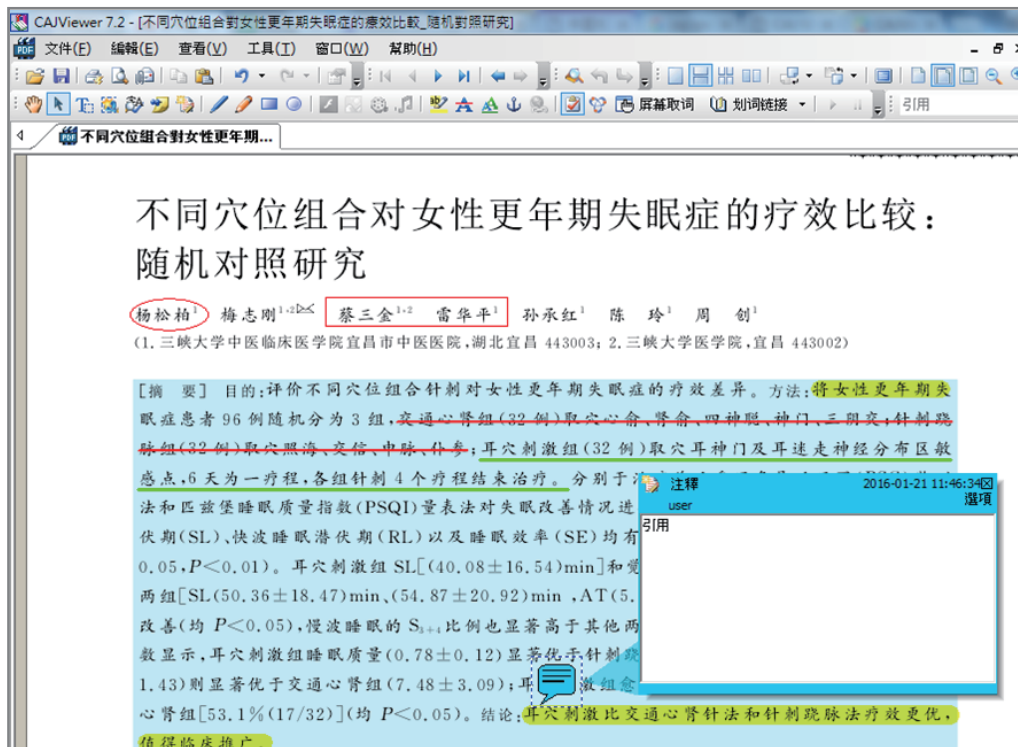 CAJViewer 7.2 - [不同穴位組合對女性更年期失眠症的療效比較_隨機對照研究]
文件(F) 編輯(E) 查看(V) 工具(T) 窗口(W) 幫助(H)
屏幕取词 划词链接 引用
不同穴位組合對女性更年期...
不同穴位组合对女性更年期失眠症的疗效比较：
随机对照研究
杨松柏¹ 梅志刚¹·² 蔡三金¹·² 雷华平¹ 孙承红¹ 陈 玲¹ 周 创¹
(1. 三峡大学中医临床医学院宜昌市中医医院,湖北宜昌 443003; 2. 三峡大学医学院,宜昌 443002)
[摘 要] 目的:评价不同穴位组合针刺对女性更年期失眠症的疗效差异。方法:将女性更年期失
眠症患者 96 例随机分为 3 组,交通心肾组(32 例)取穴心俞、肾俞、四神聪、神门、三阴交;针刺跷
脉组(32 例)取穴照海、交信、申脉、仆参;耳穴刺激组(32 例)取穴耳神门及耳迷走神经分布区敏
感点,6 天为一疗程,各组针刺 4 个疗程结束治疗。分别于
法和匹兹堡睡眠质量指数(PSQI)量表法对失眠改善情况进
伏期(SL)、快波睡眠潜伏期(RL)以及睡眠效率(SE)均有
0.05,P<0.01)。耳穴刺激组 SL[(40.08±16.54)min]和觉
两组[SL(50.36±18.47)min、(54.87±20.92)min ,AT(5.
改善(均 P<0.05),慢波睡眠的 S₃₊₄比例也显著高于其他两
数显示,耳穴刺激组睡眠质量(0.78±0.12)显著优于针刺跷
1.43)则显著优于交通心肾组(7.48±3.09);耳 激组愈
心肾组[53.1%(17/32)](均 P<0.05)。结论:耳穴刺激比交通心肾针法和针刺跷脉法疗效更优,
值得临床推广。
注釋 2016-01-21 11:46:34
user 選項
引用